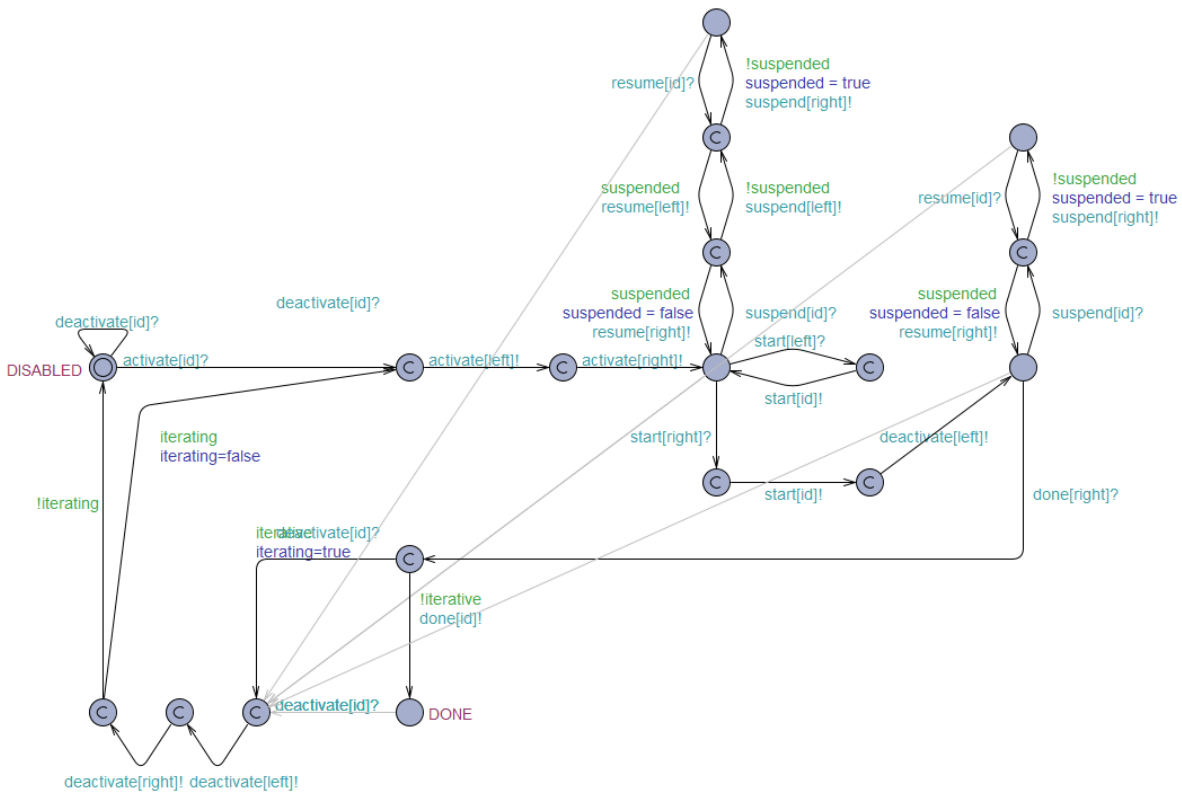 resume[id]?
!suspended
suspended = true
suspend[right]!
suspended
resume[left]!
!suspended
suspend[left]!
resume[id]?
!suspended
suspended = true
suspend[right]!
suspended
suspended = false
resume[right]!
suspend[id]?
suspended
suspended = false
resume[right]!
suspend[id]?
deactivate[id]?
deactivate[id]?
DISABLED
activate[id]?
activate[left]!
activate[right]!
start[left]?
start[id]!
iterating
iterating=false
start[right]?
deactivate[left]!
!iterating
start[id]!
done[right]?
iterative
deactivate[id]?
iterating=true
!iterative
done[id]!
deactivate[id]?
DONE
deactivate[right]!
deactivate[left]!
C
C
C
C
C
C
C
C
C
C
C
C